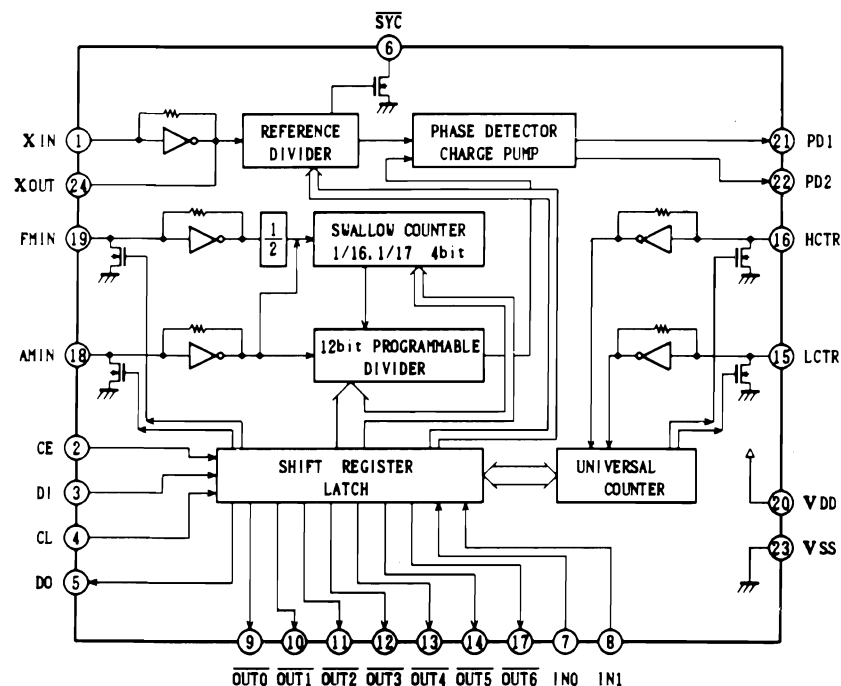 SYC
6
XIN 1
REFERENCE
DIVIDER
PHASE DETECTOR
CHARGE PUMP
21 PD1
XOUT 24
22 PD2
FMIN 19
1/2
SWALLOW COUNTER
1/16.1/17 4bit
16 HCTR
AMIN 18
12bit PROGRAMMABLE
DIVIDER
15 LCTR
CE 2
DI 3
SHIFT REGISTER
LATCH
UNIVERSAL
COUNTER
20 VDD
CL 4
23 VSS
DO 5
9 10 11 12 13 14 17 7 8
OUT0 OUT1 OUT2 OUT3 OUT4 OUT5 OUT6 IN0 IN1